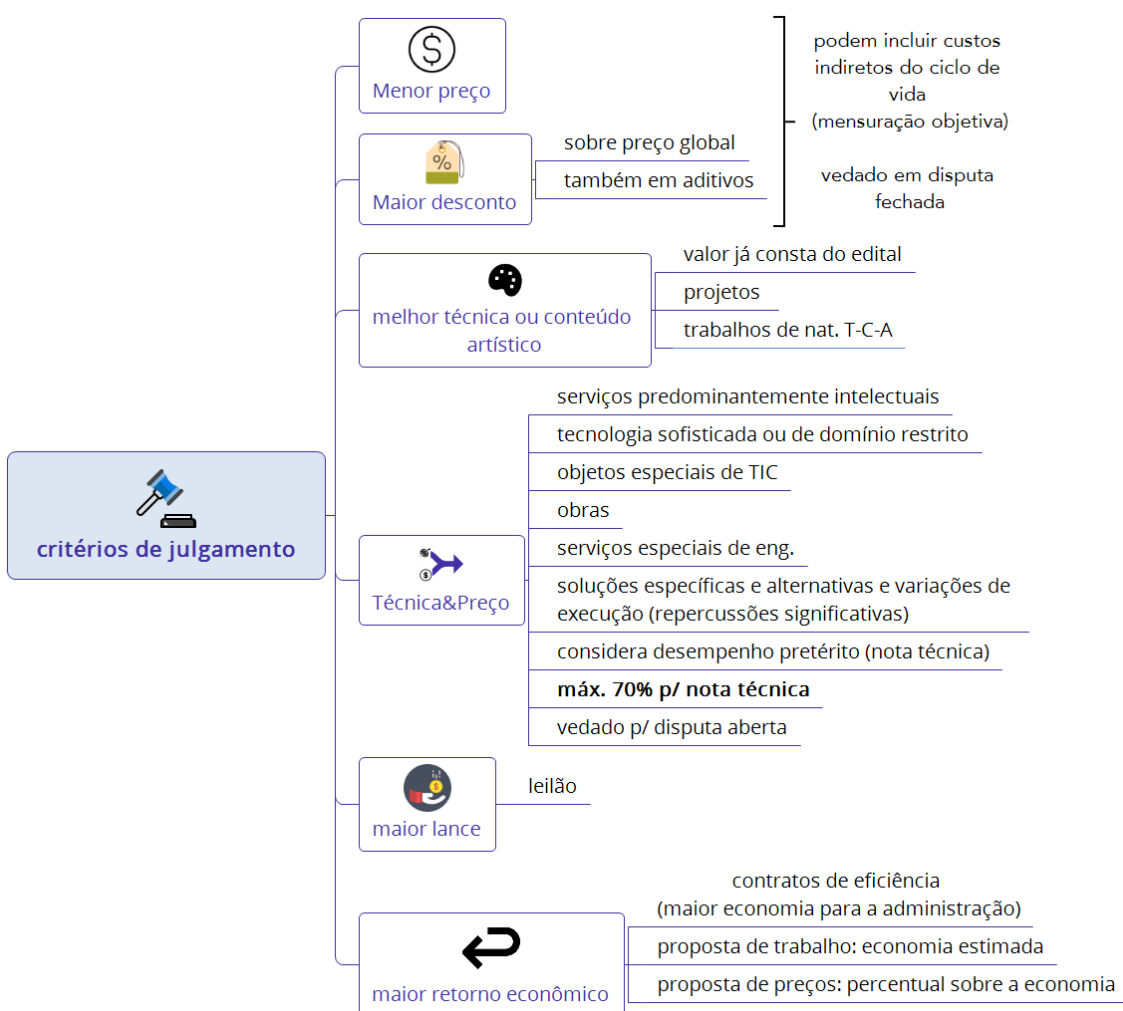 critérios de julgamento
Menor preço
%
Maior desconto
sobre preço global
também em aditivos
podem incluir custos
indiretos do ciclo de
vida
(mensuração objetiva)
vedado em disputa
fechada
melhor técnica ou conteúdo
artístico
valor já consta do edital
projetos
trabalhos de nat. T-C-A
Técnica&Preço
serviços predominantemente intelectuais
tecnologia sofisticada ou de domínio restrito
objetos especiais de TIC
obras
serviços especiais de eng.
soluções específicas e alternativas e variações de
execução (repercussões significativas)
considera desempenho pretérito (nota técnica)
máx. 70% p/ nota técnica
vedado p/ disputa aberta
maior lance
leilão
maior retorno econômico
contratos de eficiência
(maior economia para a administração)
proposta de trabalho: economia estimada
proposta de preços: percentual sobre a economia